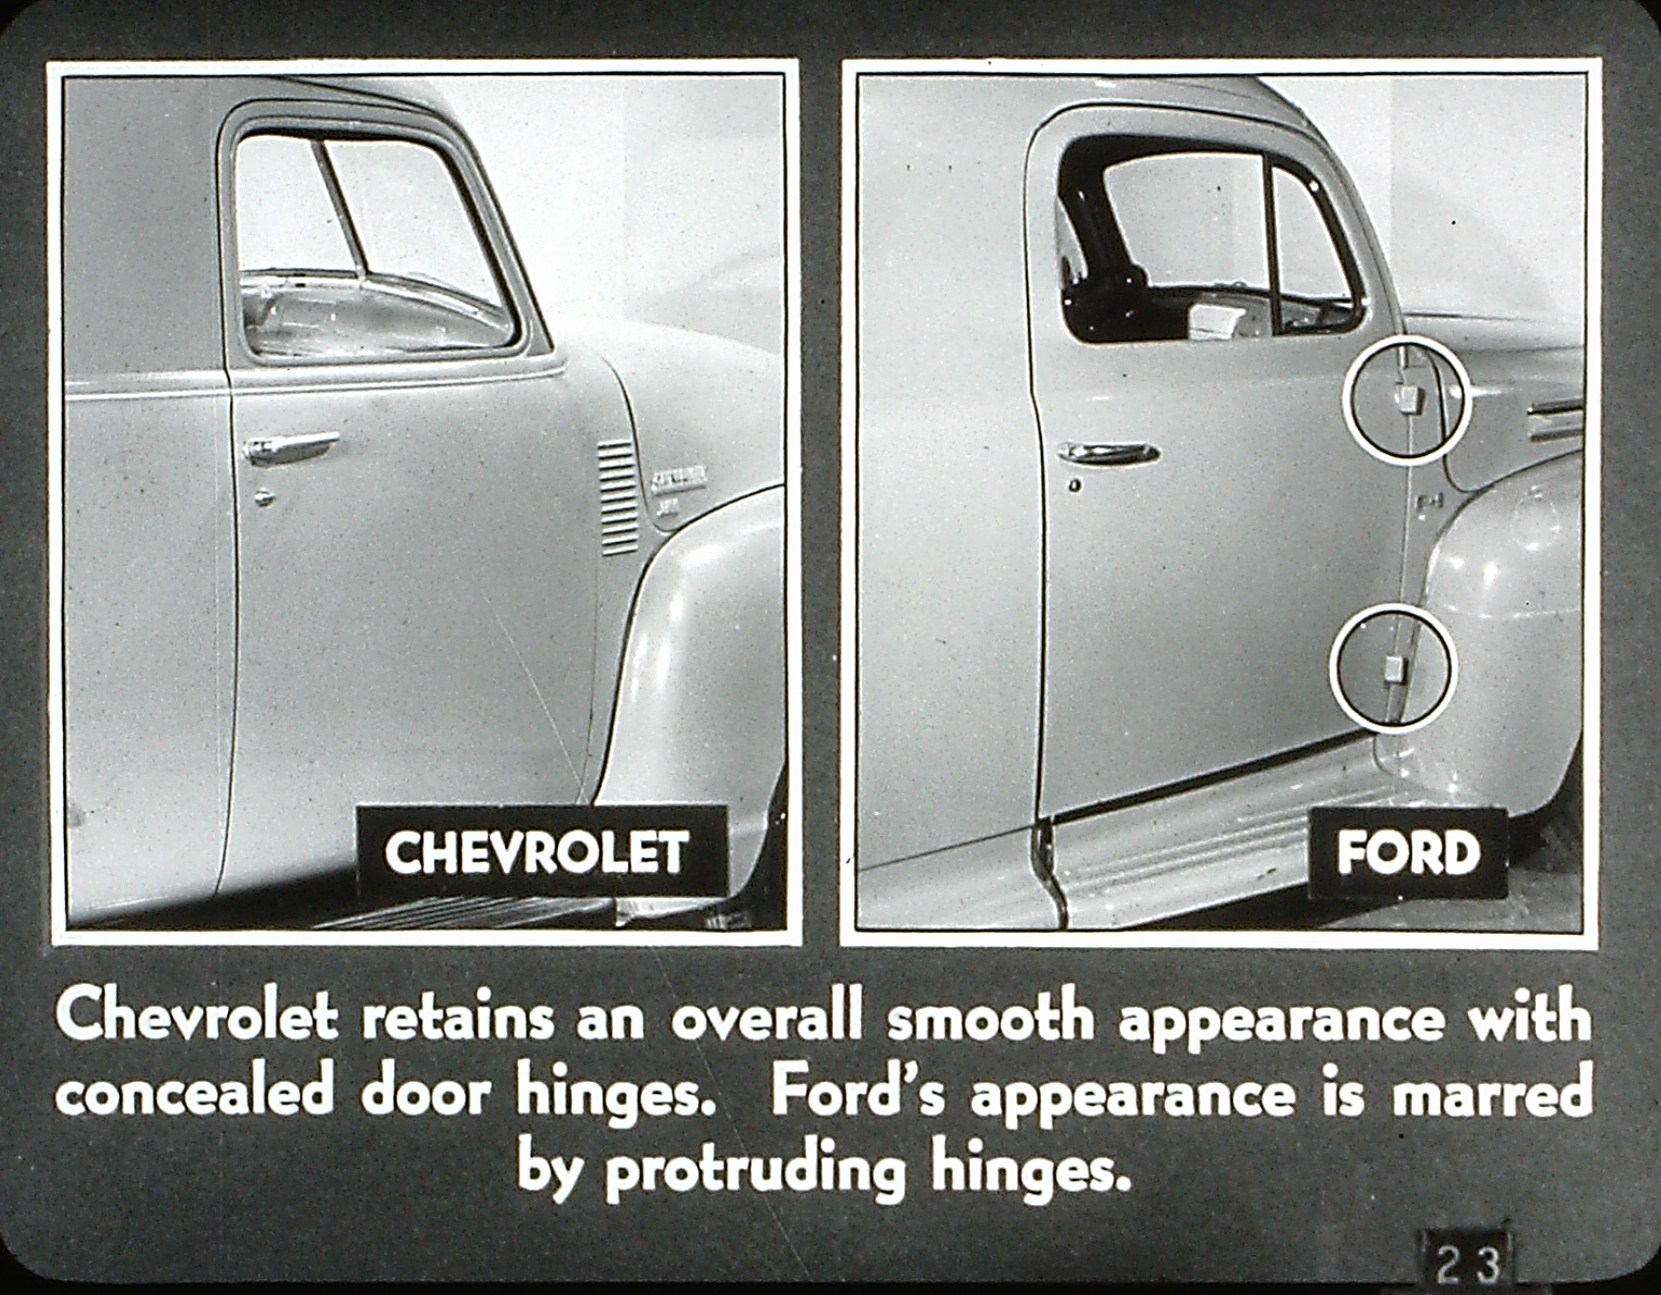 CHEVROLET
FORD
Chevrolet retains an overall smooth appearance with
concealed door hinges. Ford's appearance is marred
by protruding hinges.
23